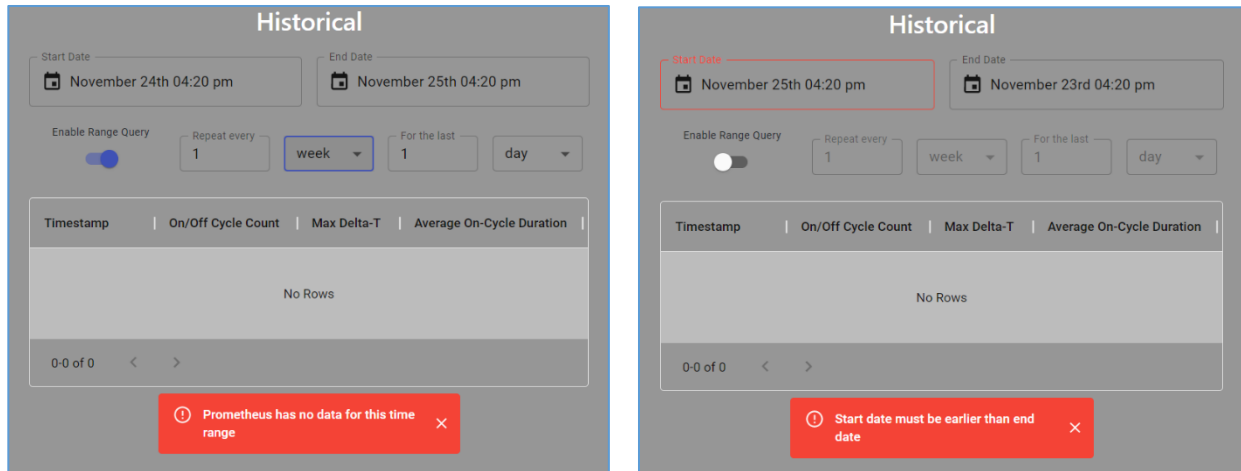 Historical
Start Date
End Date
November 24th 04:20 pm
November 25th 04:20 pm
Enable Range Query
Repeat every
1
week
For the last
1
day
Timestamp | On/Off Cycle Count | Max Delta-T | Average On-Cycle Duration |
No Rows
0-0 of 0
Prometheus has no data for this time
range
Historical
Start Date
End Date
November 25th 04:20 pm
November 23rd 04:20 pm
Enable Range Query
Repeat every
1
week
For the last
1
day
Timestamp | On/Off Cycle Count | Max Delta-T | Average On-Cycle Duration |
No Rows
0-0 of 0
Start date must be earlier than end
date